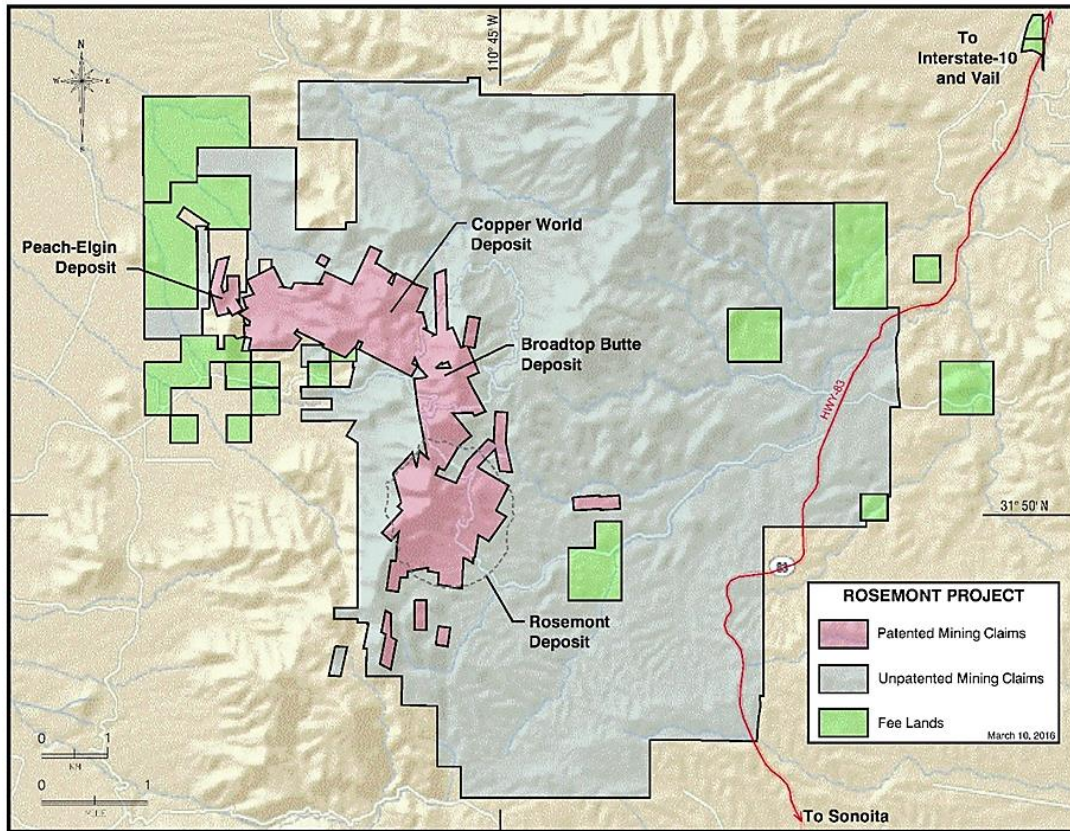 To
Interstate-10
and Vail
110° 45' W
N
W
E
S
Copper World
Deposit
Peach-Elgin
Deposit
Broadtop Butte
Deposit
HWY-83
31° 50' N
83
Rosemont
Deposit
ROSEMONT PROJECT
Patented Mining Claims
Unpatented Mining Claims
Fee Lands
March 10, 2016
0 1
KM
0 1
MILE
To Sonoita